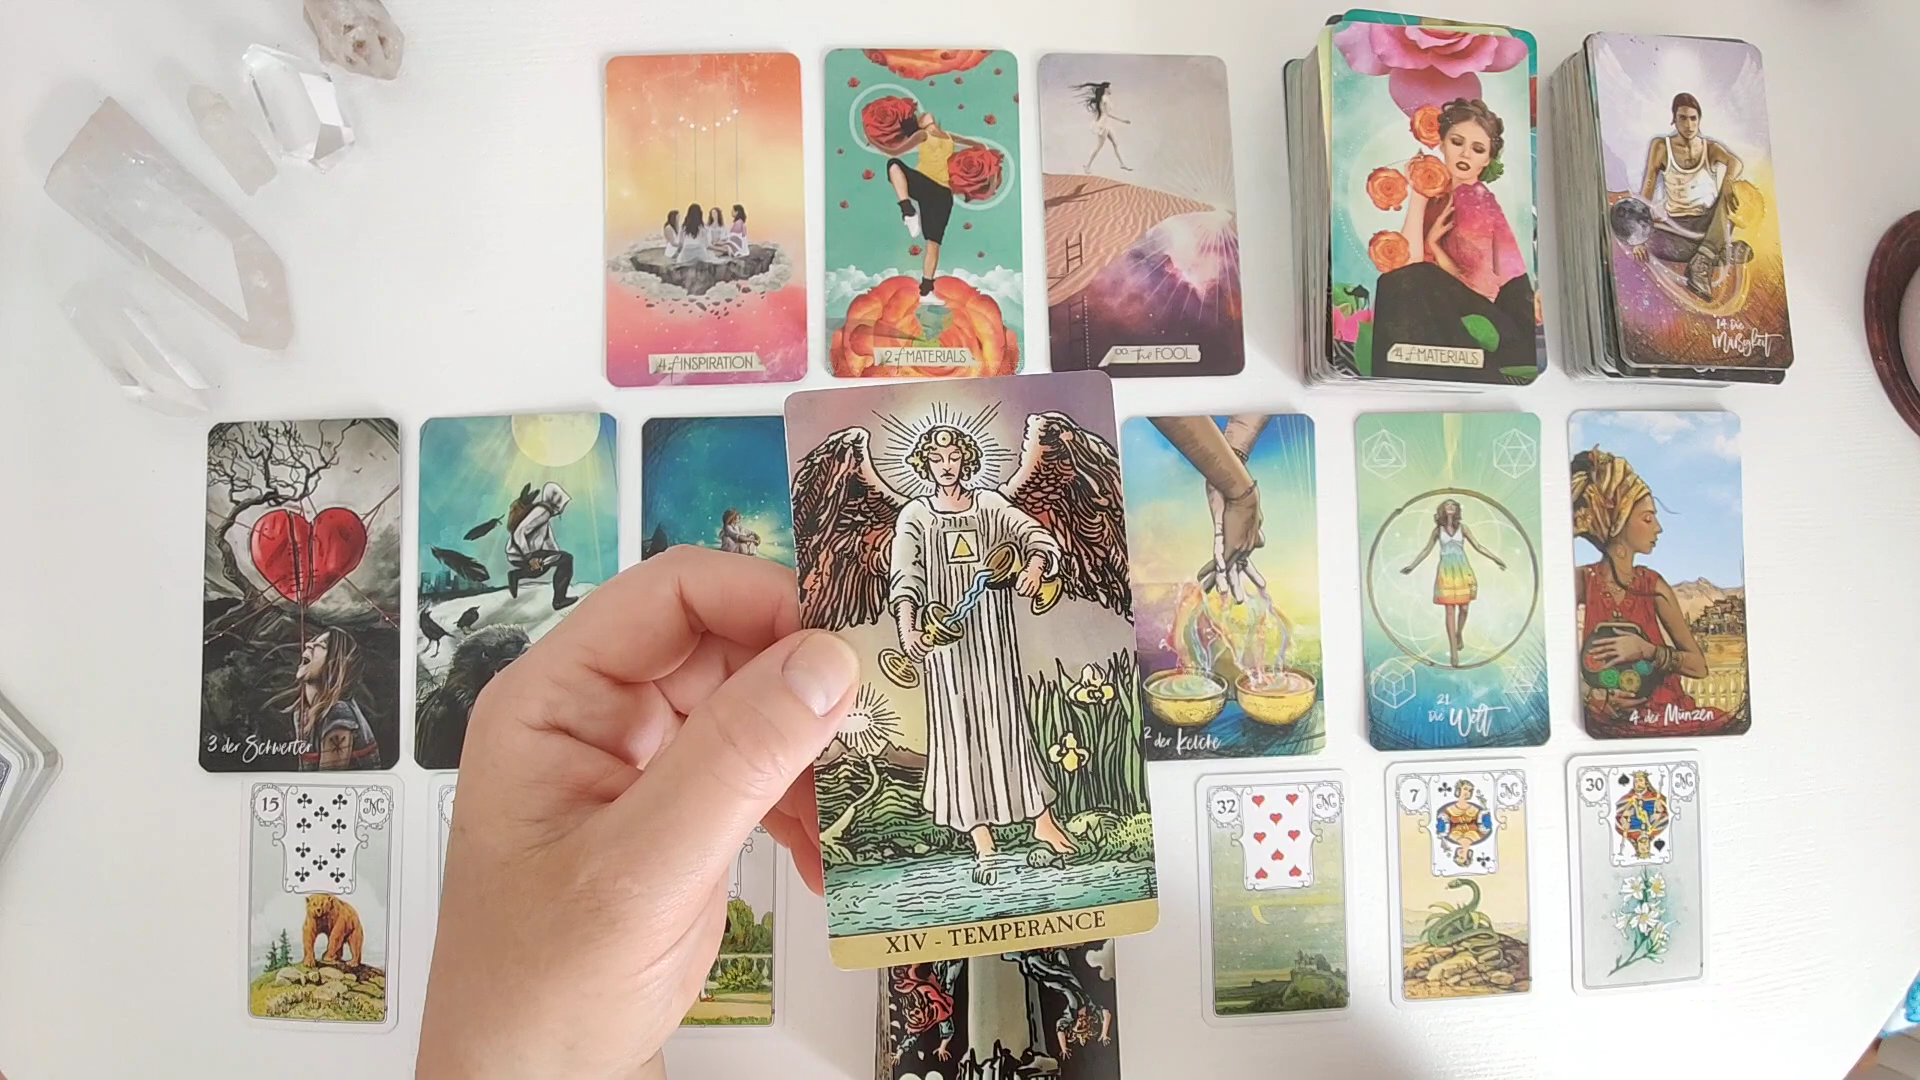 4 of INSPIRATION
2 of MATERIALS
00 The FOOL
4 of MATERIALS
14. Die
Mäßigkeit
3 der Schwerter
2 der Kelche
21.
Die Welt
4 der Münzen
XIV - TEMPERANCE
15
32
7
30